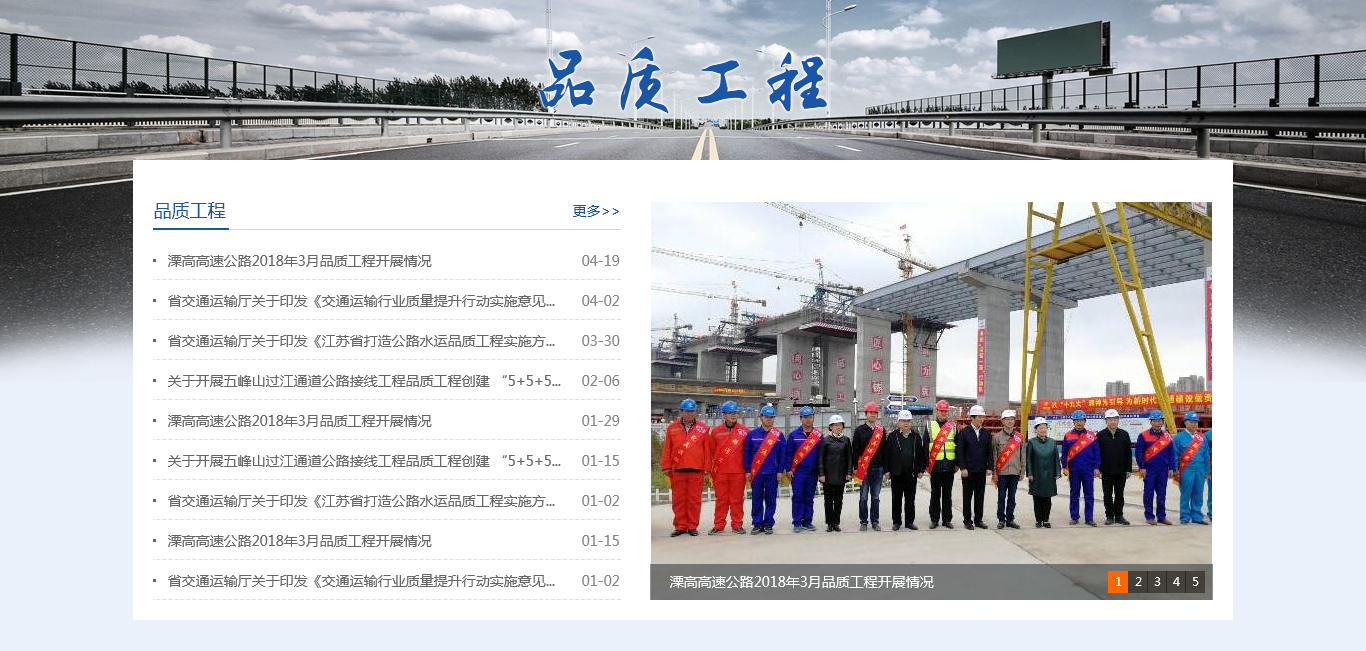 品质工程
品质工程
更多>>
溧高高速公路2018年3月品质工程开展情况 04-19
省交通运输厅关于印发《交通运输行业质量提升行动实施意见... 04-02
省交通运输厅关于印发《江苏省打造公路水运品质工程实施方... 03-30
关于开展五峰山过江通道公路接线工程品质工程创建 “5+5+5... 02-06
溧高高速公路2018年3月品质工程开展情况 01-29
关于开展五峰山过江通道公路接线工程品质工程创建 “5+5+5... 01-15
省交通运输厅关于印发《江苏省打造公路水运品质工程实施方... 01-02
溧高高速公路2018年3月品质工程开展情况 01-15
省交通运输厅关于印发《交通运输行业质量提升行动实施意见... 01-02
溧高高速公路2018年3月品质工程开展情况
1 2 3 4 5